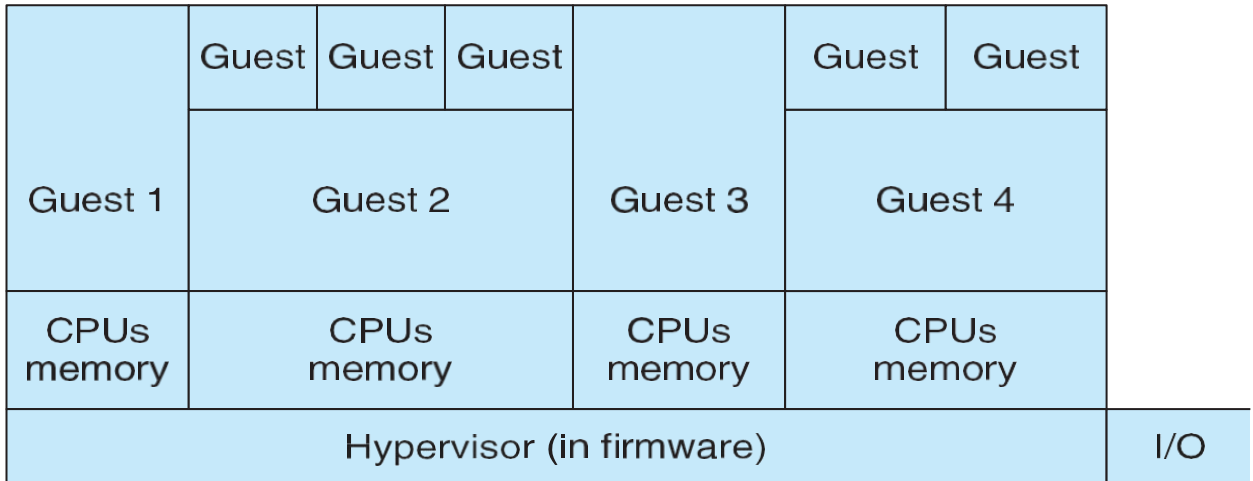 Guest Guest Guest Guest Guest
Guest 1 Guest 2 Guest 3 Guest 4
CPUs CPUs CPUs CPUs
memory memory memory memory
Hypervisor (in firmware) I/O